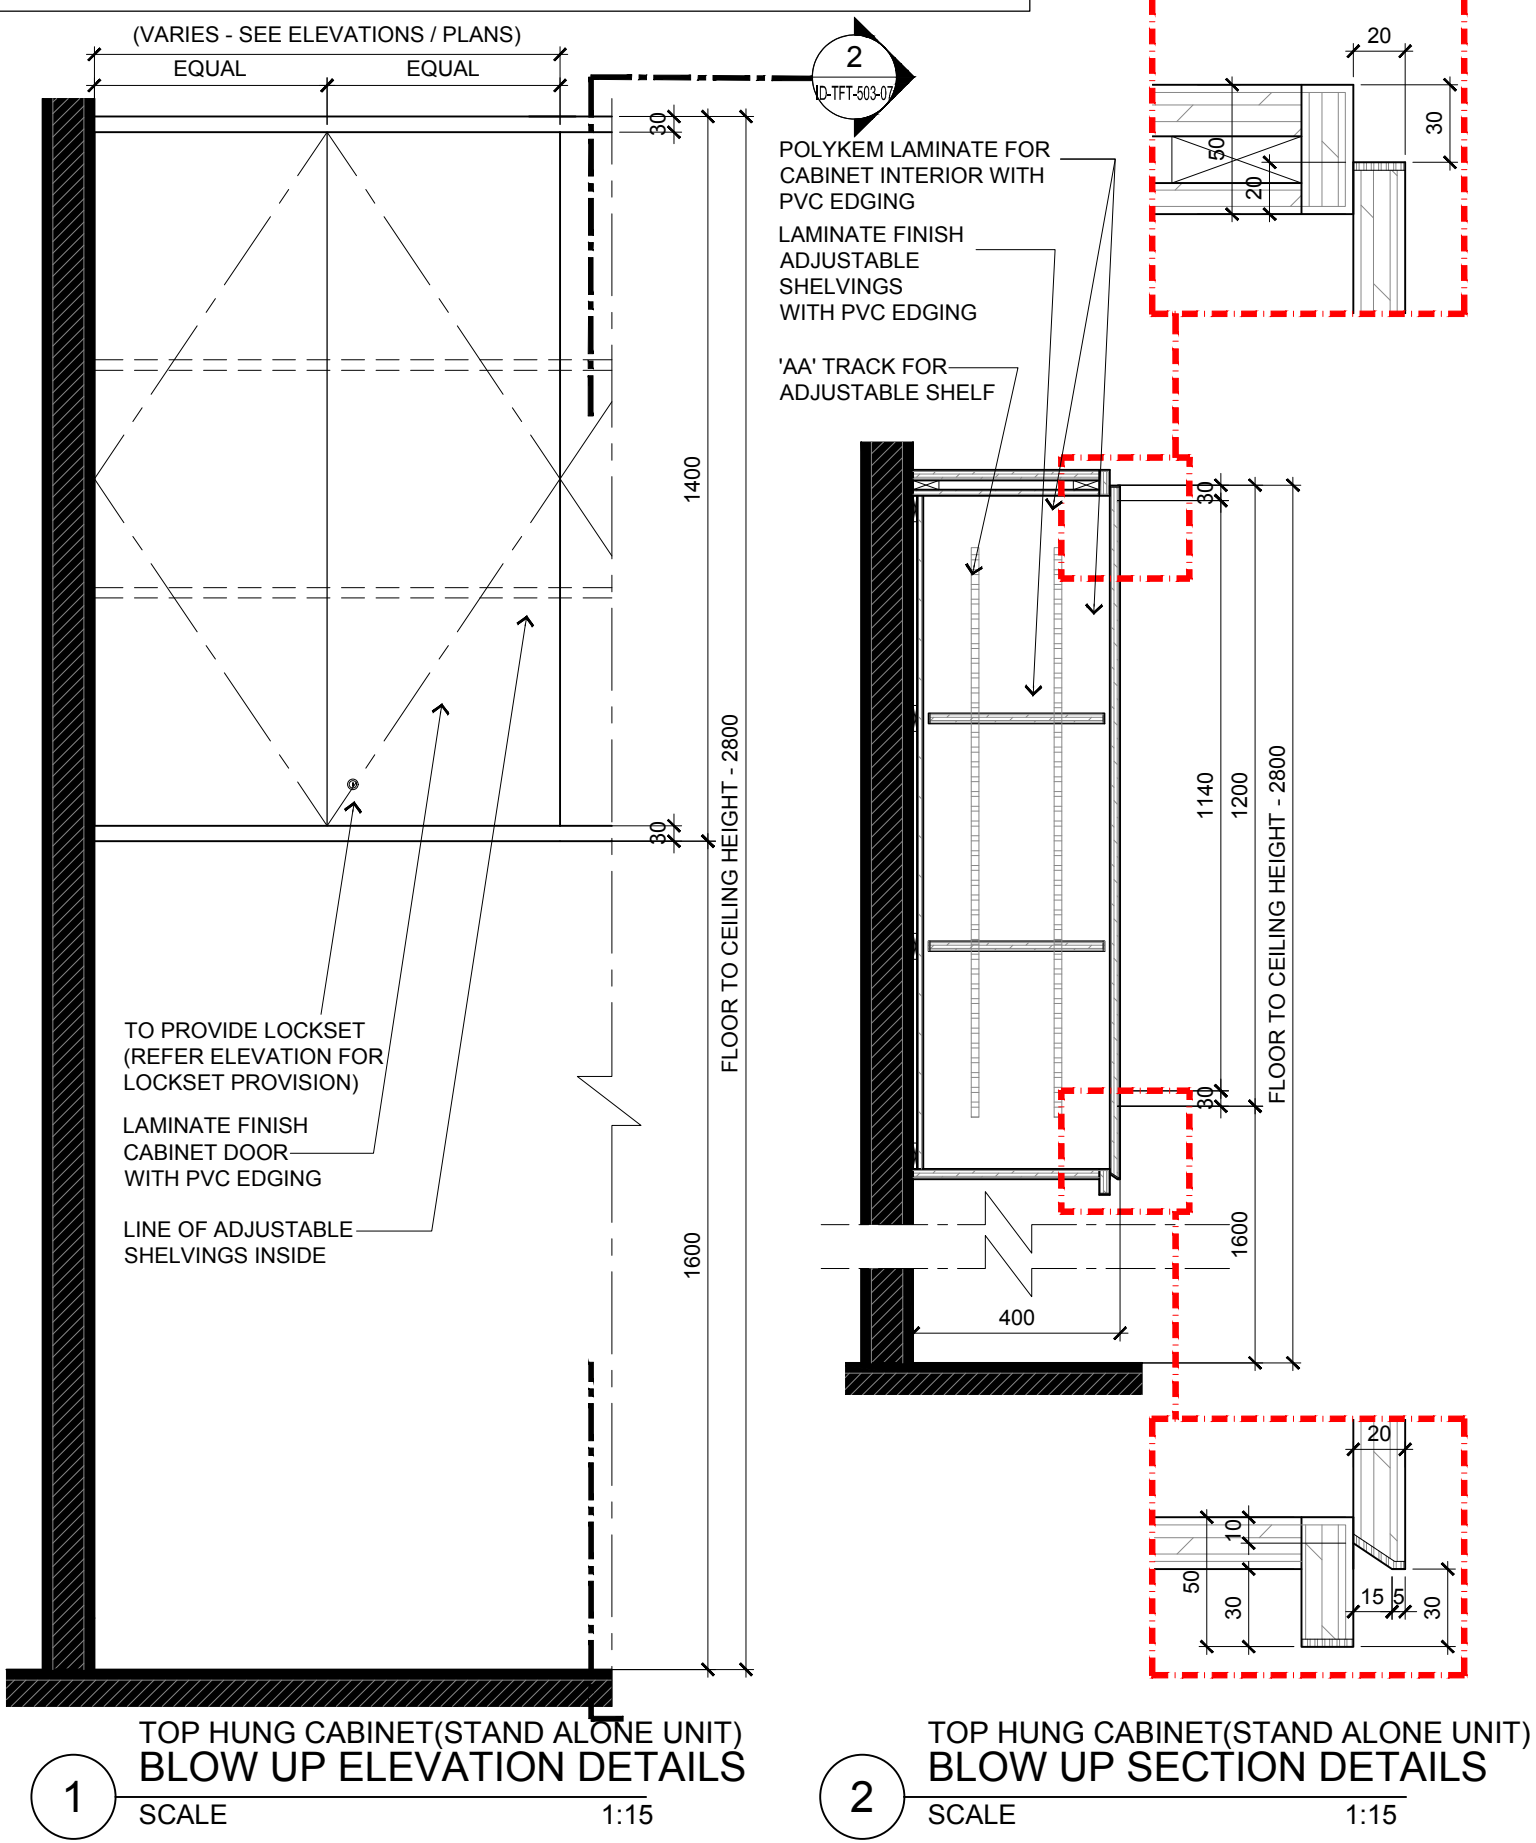 (VARIES - SEE ELEVATIONS / PLANS)
EQUAL
EQUAL
30
1400
30
FLOOR TO CEILING HEIGHT - 2800
1600
TO PROVIDE LOCKSET
(REFER ELEVATION FOR
LOCKSET PROVISION)
LAMINATE FINISH
CABINET DOOR
WITH PVC EDGING
LINE OF ADJUSTABLE
SHELVINGS INSIDE
2
ID-TFT-503-07
POLYKEM LAMINATE FOR
CABINET INTERIOR WITH
PVC EDGING
LAMINATE FINISH
ADJUSTABLE
SHELVINGS
WITH PVC EDGING
'AA' TRACK FOR
ADJUSTABLE SHELF
20
30
50
20
30
1140
1200
FLOOR TO CEILING HEIGHT - 2800
30
1600
400
20
10
50
30
15
5
30
TOP HUNG CABINET(STAND ALONE UNIT)
1
BLOW UP ELEVATION DETAILS
SCALE
1:15
TOP HUNG CABINET(STAND ALONE UNIT)
2
BLOW UP SECTION DETAILS
SCALE
1:15